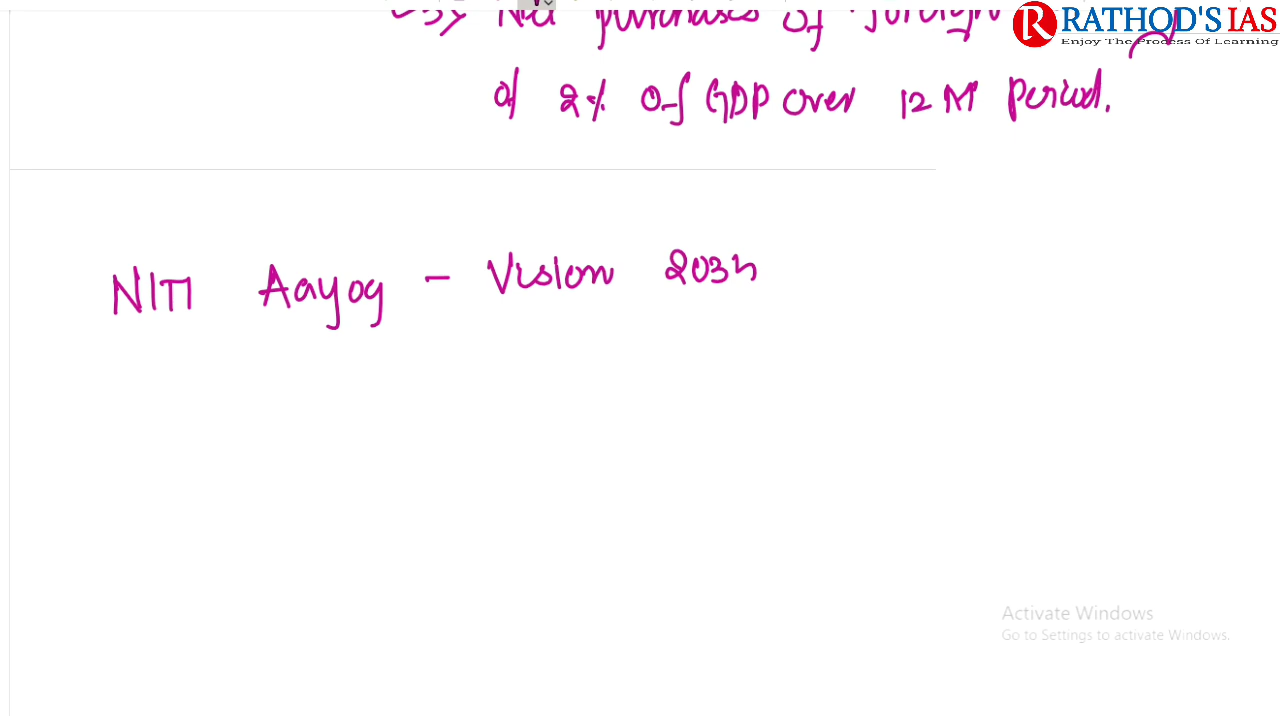 Net purchases of foreign
RATHOD'S IAS
Enjoy The Process Of Learning
of 2% of GDP over 12 M period.
NITI Aayog - Vision 2035
Activate Windows
Go to Settings to activate Windows.